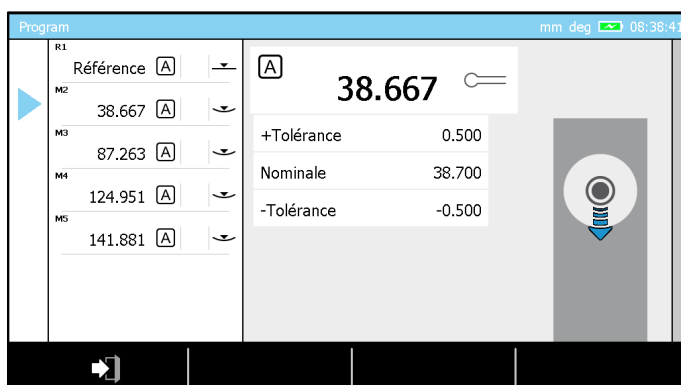 Program mm deg 08:38:41
R1
Référence A
M2
38.667 A
M3
87.263 A
M4
124.951 A
M5
141.881 A
A
38.667
+Tolérance 0.500
Nominale 38.700
-Tolérance -0.500